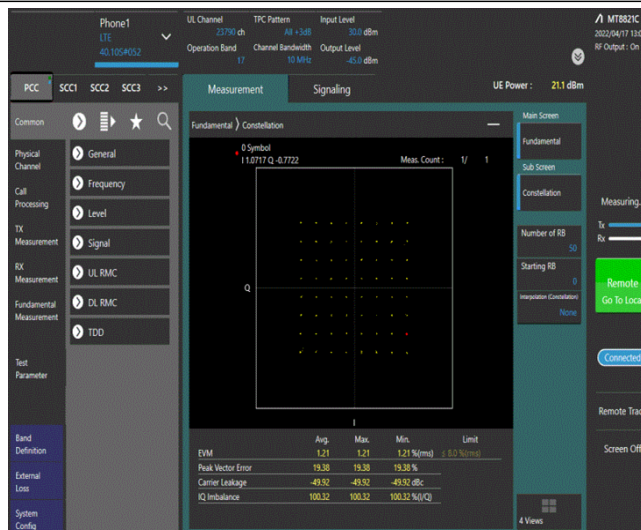 Phone1
LTE
40.105#052
UL Channel
23790 ch
TPC Pattern
All +3dB
Input Level
30.0 dBm
Operation Band
17
Channel Bandwidth
10 MHz
Output Level
-45.0 dBm
MT8821C
2022/04/17 13:0
RF Output : On
PCC SCC1 SCC2 SCC3 >>
Measurement Signaling
UE Power : 21.1 dBm
Common
Physical
Channel
Call
Processing
TX
Measurement
RX
Measurement
Fundamental
Measurement
Test
Parameter
Band
Definition
External
Loss
System
Config
General
Frequency
Level
Signal
UL RMC
DL RMC
TDD
Fundamental > Constellation
0 Symbol
I 1.0717 Q -0.7722
Meas. Count : 1/ 1
Q
I
Avg. Max. Min. Limit
EVM 1.21 1.21 1.21 %(rms) ≤ 8.0 %(rms)
Peak Vector Error 19.38 19.38 19.38 %
Carrier Leakage -49.92 -49.92 -49.92 dBc
IQ Imbalance 100.32 100.32 100.32 %(I/Q)
Main Screen
Fundamental
Sub Screen
Constellation
Number of RB
50
Starting RB
0
Interpolation (Constellation)
None
4 Views
Measuring.
Tx
Rx
Remote
Go To Loca
Connected
Remote Trac
Screen Off